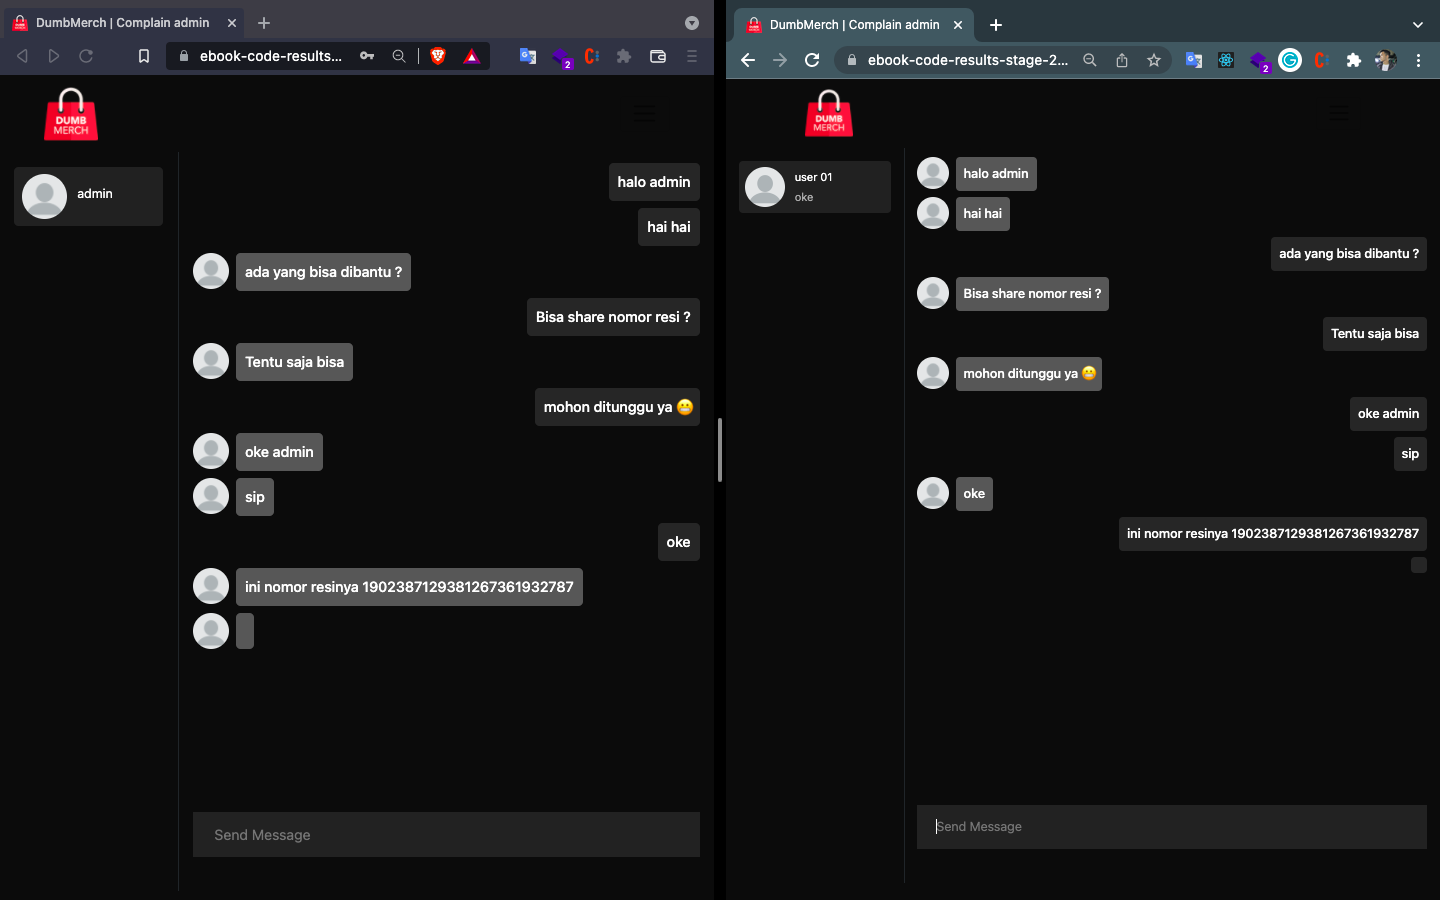 DumbMerch | Complain admin
ebook-code-results...
2
DUMB
MERCH
admin
halo admin
hai hai
ada yang bisa dibantu ?
Bisa share nomor resi ?
Tentu saja bisa
mohon ditunggu ya 😬
oke admin
sip
oke
ini nomor resinya 1902387129381267361932787
Send Message
DumbMerch | Complain admin
ebook-code-results-stage-2...
2
DUMB
MERCH
user 01
oke
halo admin
hai hai
ada yang bisa dibantu ?
Bisa share nomor resi ?
Tentu saja bisa
mohon ditunggu ya 😬
oke admin
sip
oke
ini nomor resinya 1902387129381267361932787
Send Message